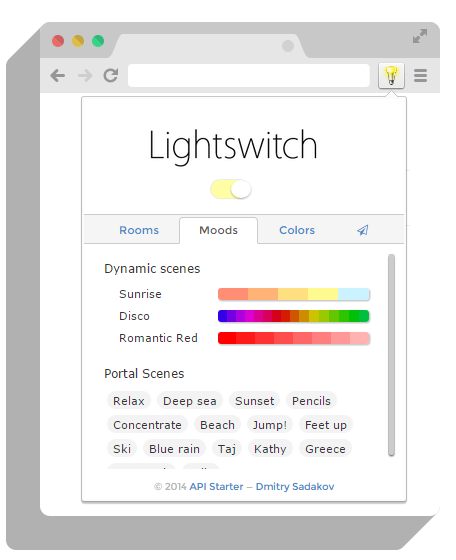 Lightswitch
Rooms Moods Colors
Dynamic scenes
Sunrise
Disco
Romantic Red
Portal Scenes
Relax Deep sea Sunset Pencils
Concentrate Beach Jump! Feet up
Ski Blue rain Taj Kathy Greece
© 2014 API Starter – Dmitry Sadakov